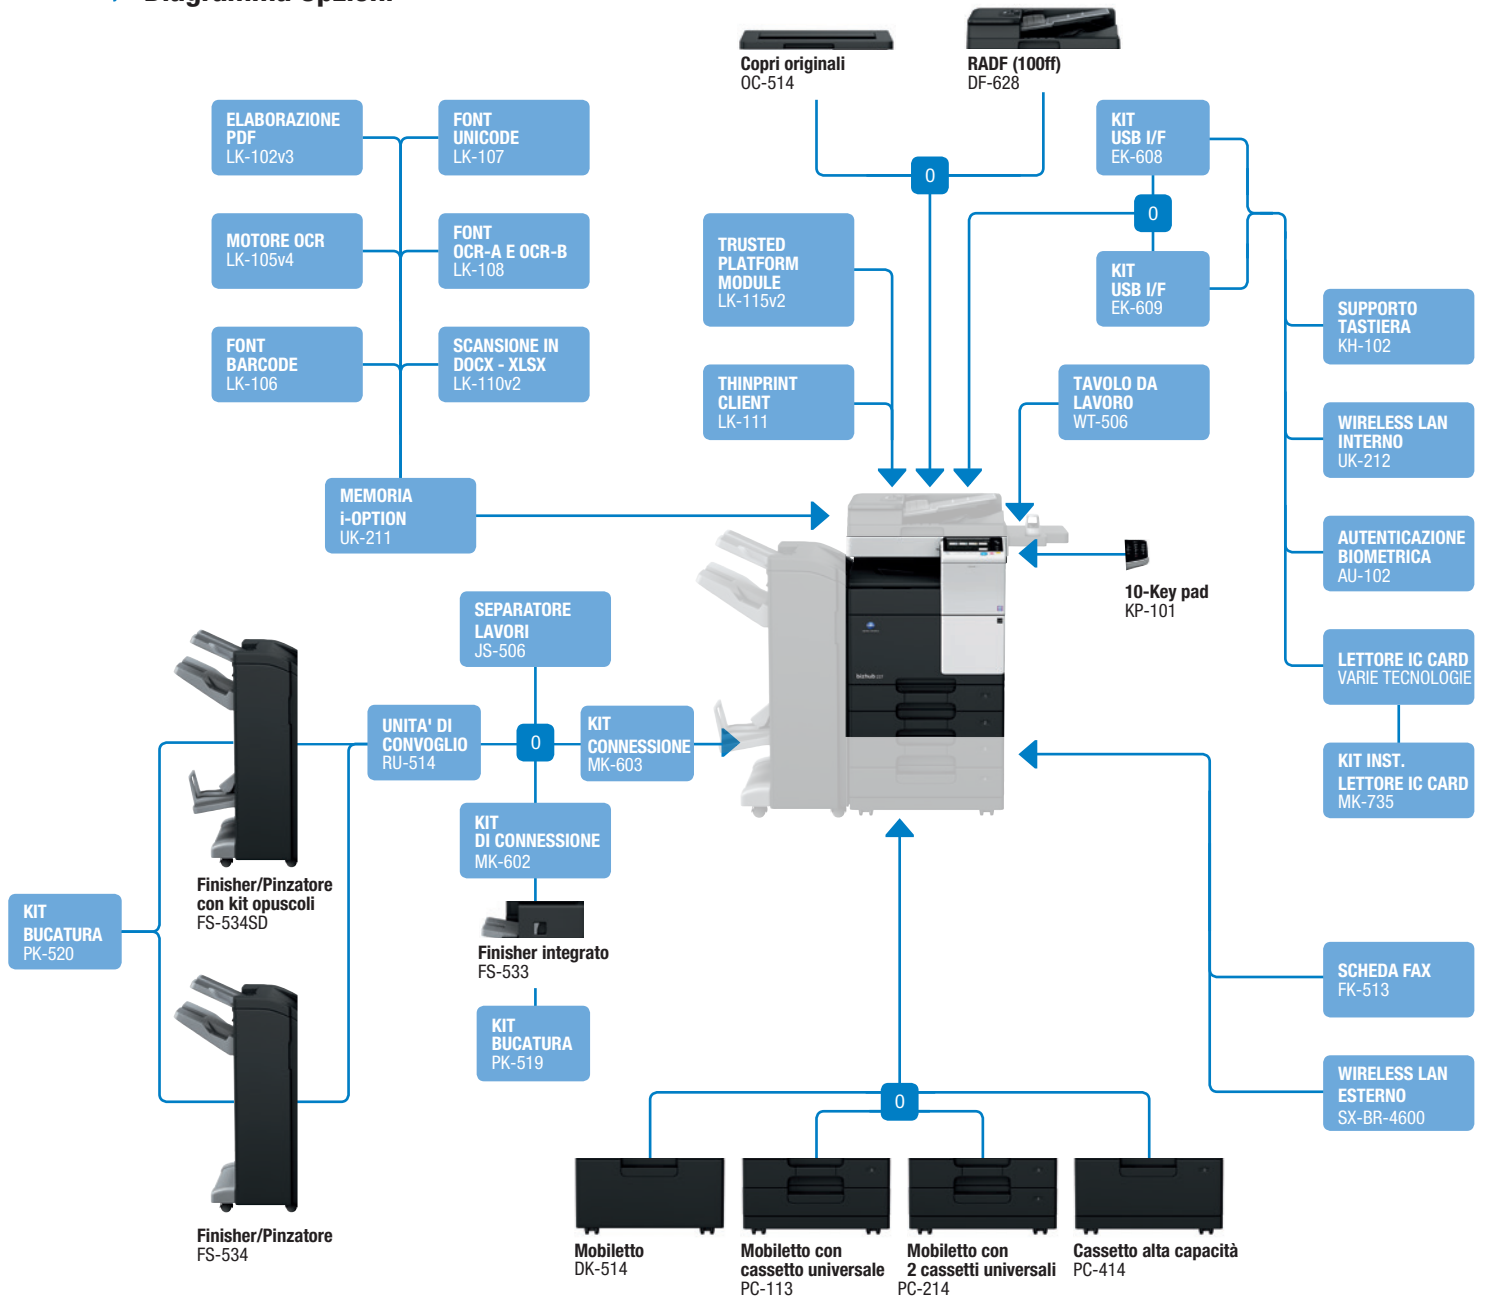 Diagramma Opzioni
Copri originali
OC-514
RADF (100ff)
DF-628
ELABORAZIONE
PDF
LK-102v3
FONT
UNICODE
LK-107
KIT
USB I/F
EK-608
0
0
MOTORE OCR
LK-105v4
FONT
OCR-A E OCR-B
LK-108
TRUSTED
PLATFORM
MODULE
LK-115v2
KIT
USB I/F
EK-609
SUPPORTO
TASTIERA
KH-102
FONT
BARCODE
LK-106
SCANSIONE IN
DOCX - XLSX
LK-110v2
THINPRINT
CLIENT
LK-111
TAVOLO DA
LAVORO
WT-506
WIRELESS LAN
INTERNO
UK-212
MEMORIA
i-OPTION
UK-211
AUTENTICAZIONE
BIOMETRICA
AU-102
10-Key pad
KP-101
SEPARATORE
LAVORI
JS-506
LETTORE IC CARD
VARIE TECNOLOGIE
bizhub
UNITA' DI
CONVOGLIO
RU-514
0
KIT
CONNESSIONE
MK-603
KIT INST.
LETTORE IC CARD
MK-735
KIT
DI CONNESSIONE
MK-602
Finisher/Pinzatore
con kit opuscoli
FS-534SD
KIT
BUCATURA
PK-520
Finisher integrato
FS-533
SCHEDA FAX
FK-513
KIT
BUCATURA
PK-519
WIRELESS LAN
ESTERNO
SX-BR-4600
0
Finisher/Pinzatore
FS-534
Mobiletto
DK-514
Mobiletto con
cassetto universale
PC-113
Mobiletto con
2 cassetti universali
PC-214
Cassetto alta capacità
PC-414